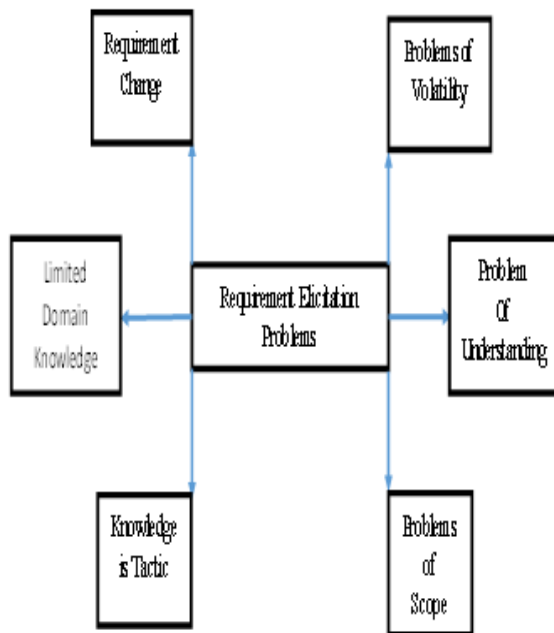 Requirement
Change
Problems of
Volatility
Limited
Domain
Knowledge
Requirement Elicitation
Problems
Problem
Of
Understanding
Knowledge
is Tactic
Problems
of
Scope